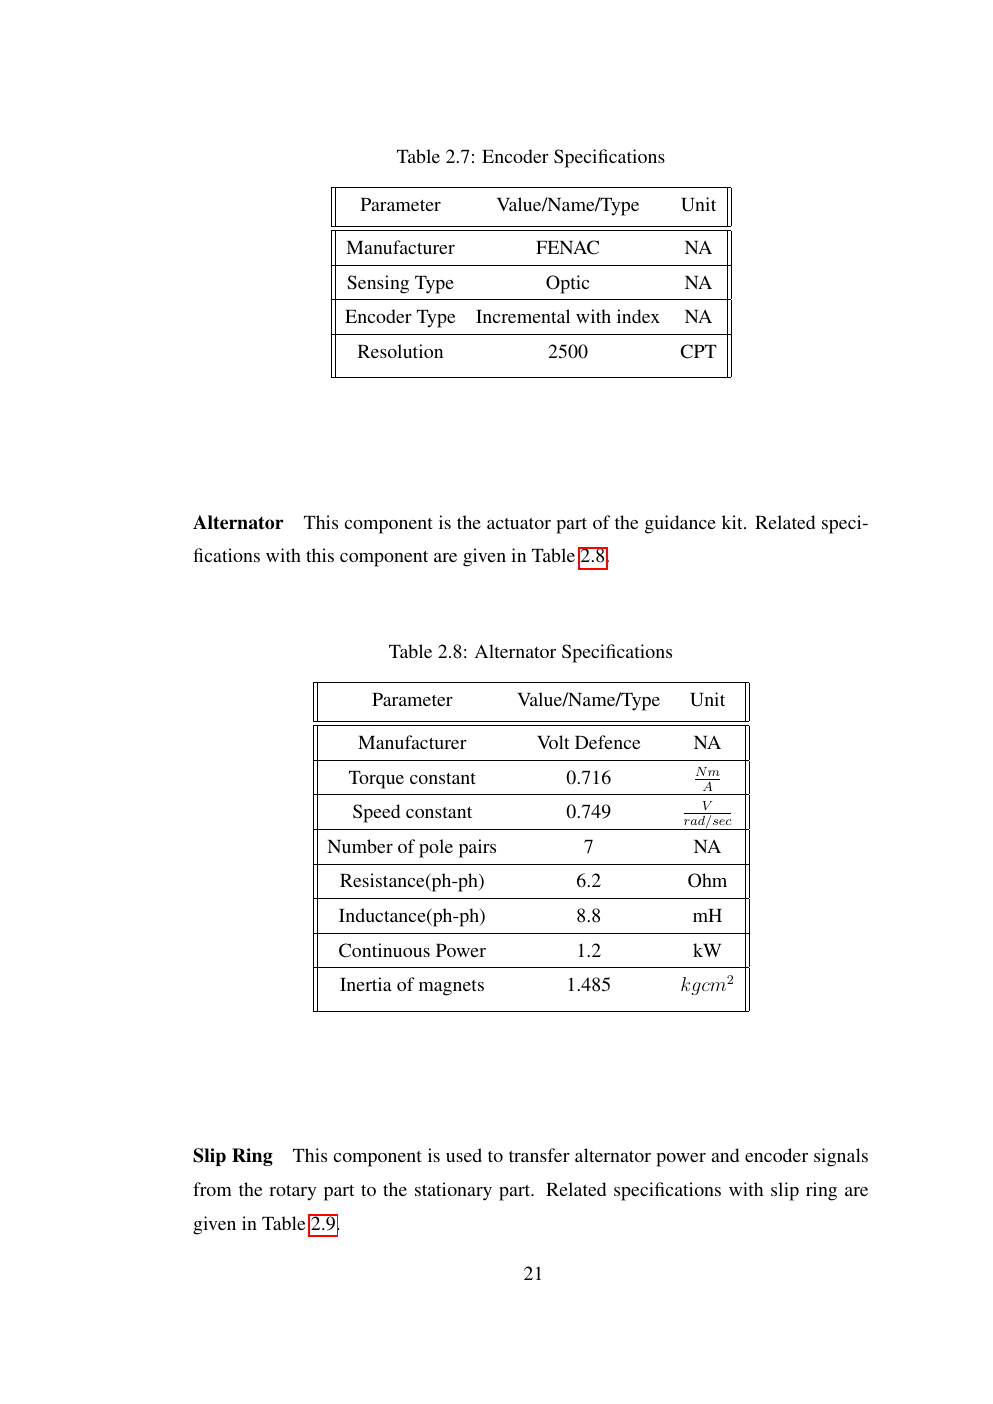 Table 2.7: Encoder Specifications
Parameter Value/Name/Type Unit
Manufacturer FENAC NA
Sensing Type Optic NA
Encoder Type Incremental with index NA
Resolution 2500 CPT
Alternator This component is the actuator part of the guidance kit. Related speci-
fications with this component are given in Table 2.8.
Table 2.8: Alternator Specifications
Parameter Value/Name/Type Unit
Manufacturer Volt Defence NA
Torque constant 0.716 Nm/A
Speed constant 0.749 V/rad/sec
Number of pole pairs 7 NA
Resistance(ph-ph) 6.2 Ohm
Inductance(ph-ph) 8.8 mH
Continuous Power 1.2 kW
Inertia of magnets 1.485 kgcm²
Slip Ring This component is used to transfer alternator power and encoder signals
from the rotary part to the stationary part. Related specifications with slip ring are
given in Table 2.9.
21